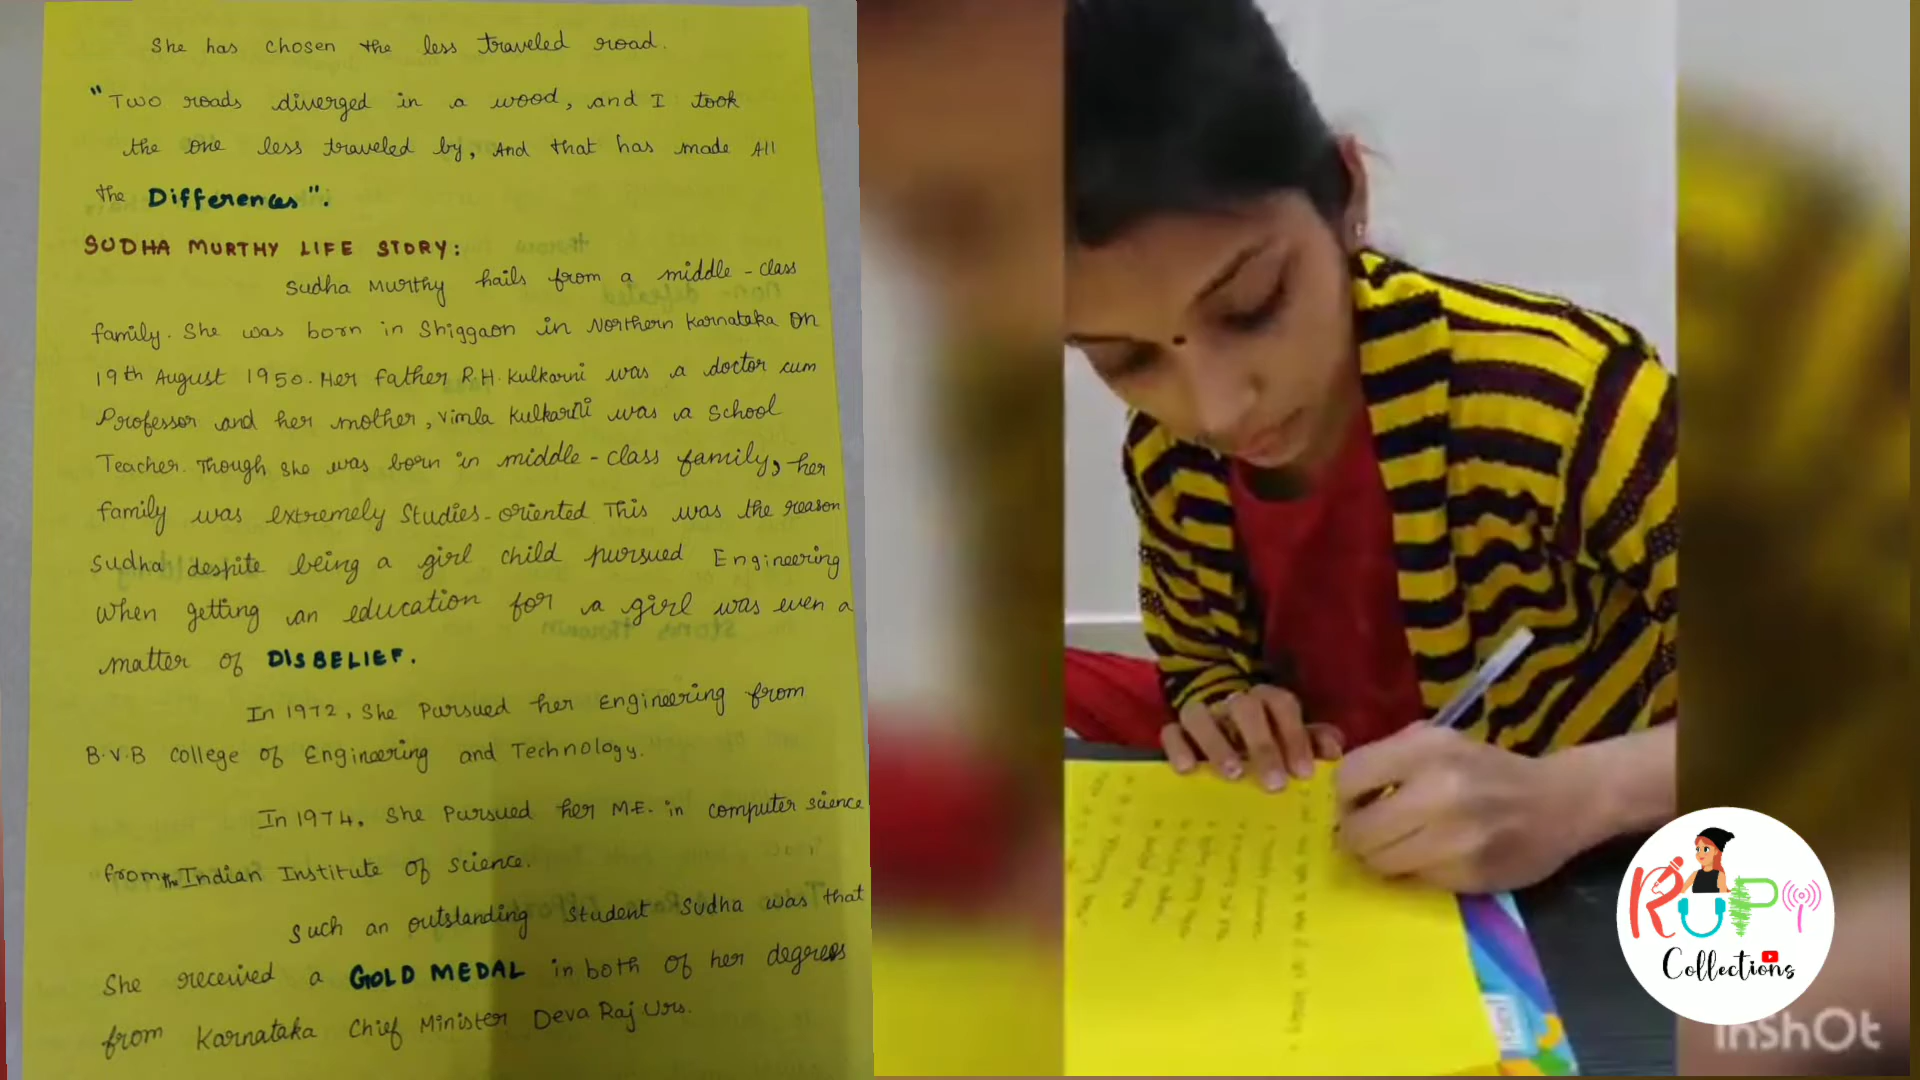 She has chosen the less traveled road.
"Two roads diverged in a wood, and I took
the one less traveled by, And that has made All
the Differences".
SUDHA MURTHY LIFE STORY:
Sudha Murthy hails from a middle-class
family. She was born in Shiggaon in Northern Karnataka On
19th August 1950. Her father R.H. Kulkarni was a doctor cum
Professor and her mother, Vimla Kulkarni was a School
Teacher. Though she was born in middle-class family, her
family was extremely Studies-oriented This was the reason
Sudha despite being a girl child pursued Engineering
When getting an education for a girl was even a
matter of DISBELIEF.
In 1972, She Pursued her Engineering from
B.V.B College of Engineering and Technology.
In 1974, She Pursued her M.E. in computer science
from the Indian Institute of Science.
Such an outstanding Student Sudha was that
She received a GOLD MEDAL in both of her degrees
from Karnataka Chief Minister Deva Raj Urs.
RUPI
Collections
InShOt